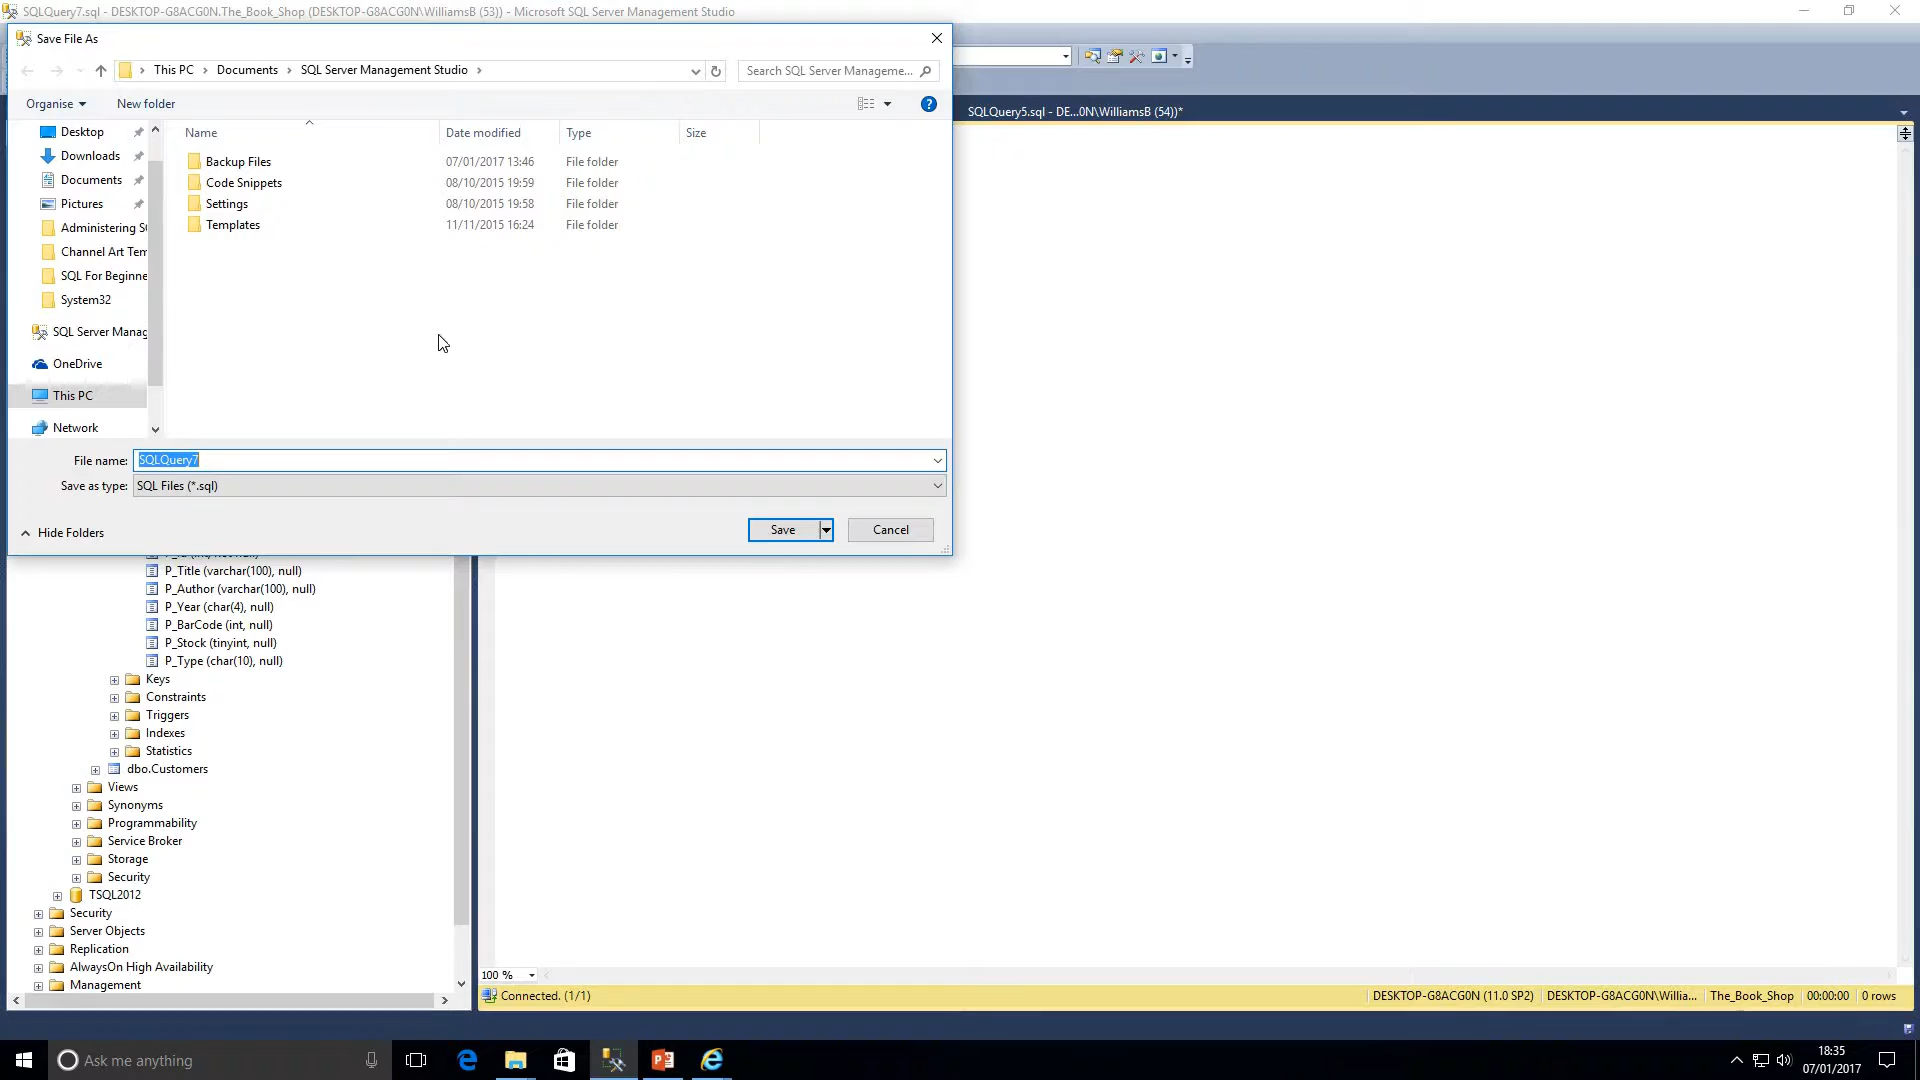 SQLQuery7.sql - DESKTOP-G8ACG0N.The_Book_Shop (DESKTOP-G8ACG0N\WilliamsB (53)) - Microsoft SQL Server Management Studio
Save File As
This PC > Documents > SQL Server Management Studio >
Search SQL Server Manageme...
Organise
New folder
SQLQuery5.sql - DE...0N\WilliamsB (54))*
Name
Date modified
Type
Size
Desktop
Downloads
Documents
Pictures
Administering S
Channel Art Tem
SQL For Beginne
System32
SQL Server Manag
OneDrive
This PC
Network
Backup Files 07/01/2017 13:46 File folder
Code Snippets 08/10/2015 19:59 File folder
Settings 08/10/2015 19:58 File folder
Templates 11/11/2015 16:24 File folder
File name: SQLQuery7
Save as type: SQL Files (*.sql)
Hide Folders
Save
Cancel
P_Title (varchar(100), null)
P_Author (varchar(100), null)
P_Year (char(4), null)
P_BarCode (int, null)
P_Stock (tinyint, null)
P_Type (char(10), null)
Keys
Constraints
Triggers
Indexes
Statistics
dbo.Customers
Views
Synonyms
Programmability
Service Broker
Storage
Security
TSQL2012
Security
Server Objects
Replication
AlwaysOn High Availability
Management
100 %
Connected. (1/1)
DESKTOP-G8ACG0N (11.0 SP2)
DESKTOP-G8ACG0N\Willia...
The_Book_Shop
00:00:00
0 rows
Ask me anything
18:35
07/01/2017